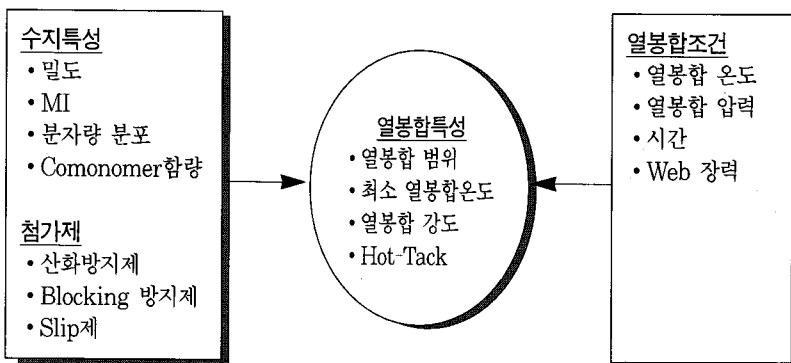 수지특성
• 밀도
• MI
• 분자량 분포
• Comonomer함량
첨가제
• 산화방지제
• Blocking 방지제
• Slip제
열봉합특성
• 열봉합 범위
• 최소 열봉합온도
• 열봉합 강도
• Hot-Tack
열봉합조건
• 열봉합 온도
• 열봉합 압력
• 시간
• Web 장력